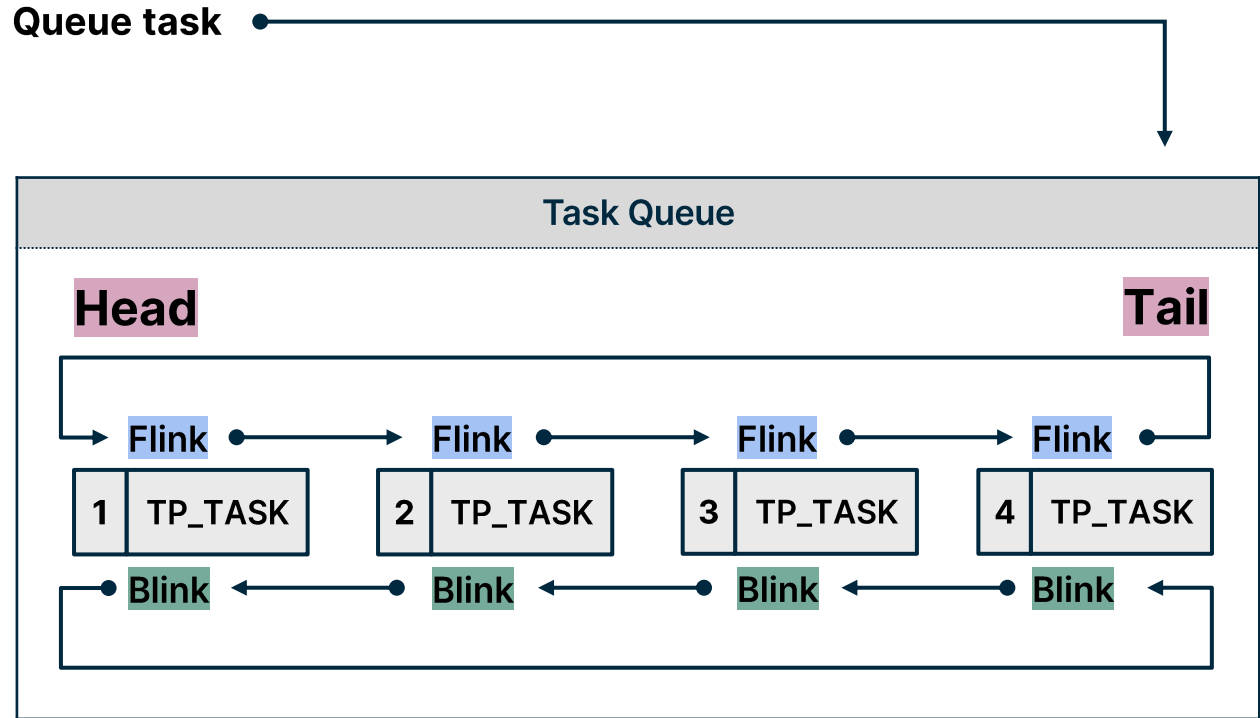 Queue task
Task Queue
Head Tail
Flink Flink Flink Flink
1 TP_TASK 2 TP_TASK 3 TP_TASK 4 TP_TASK
Blink Blink Blink Blink